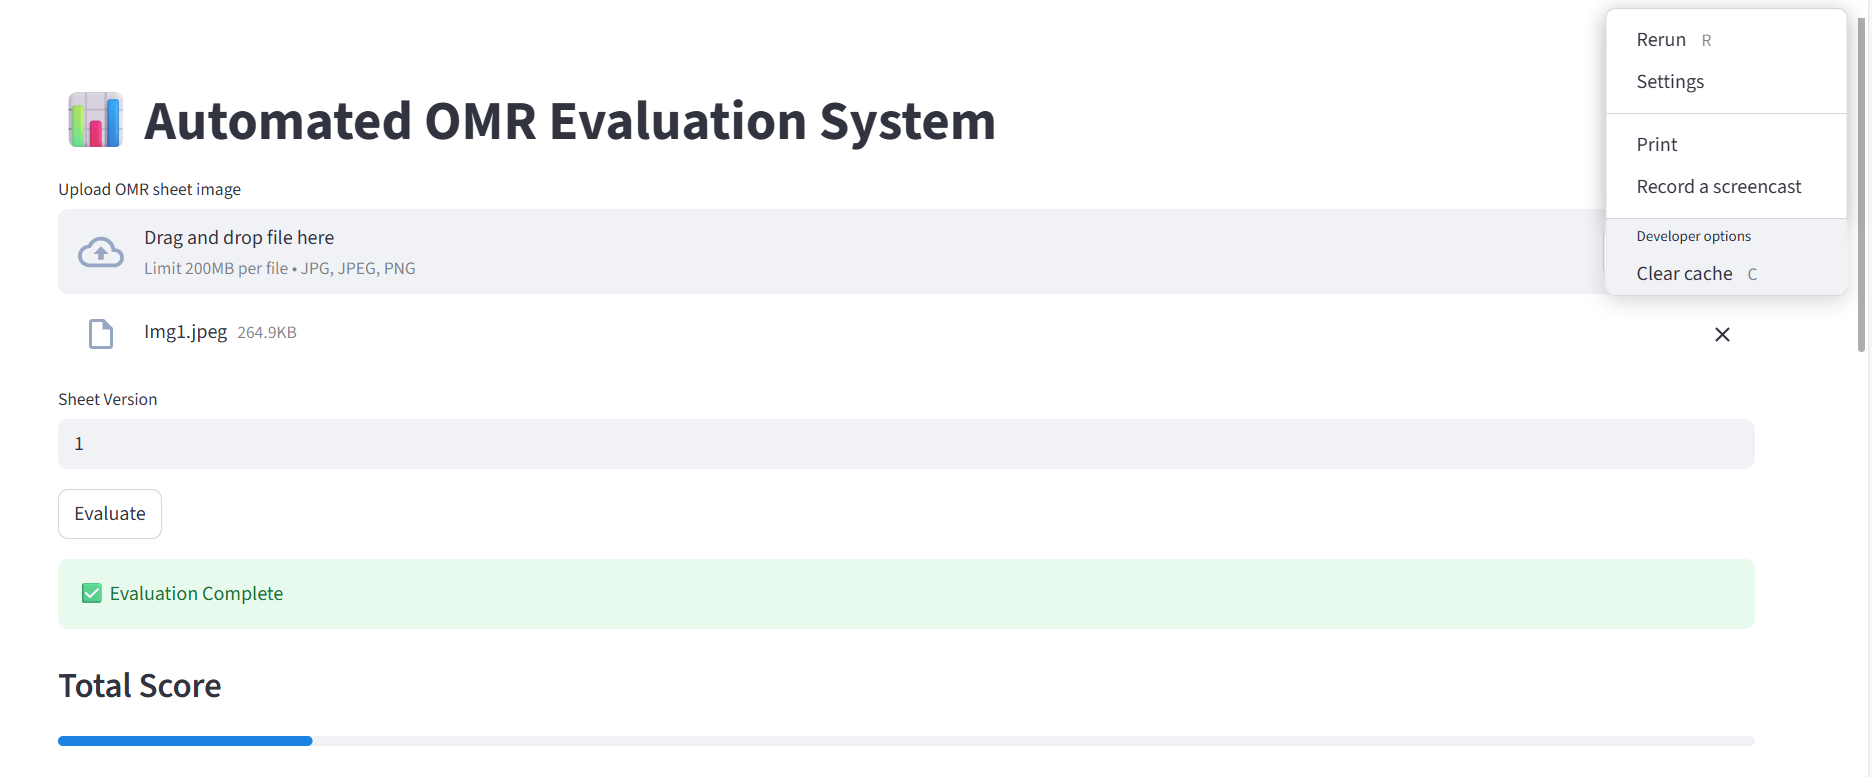 Automated OMR Evaluation System
Upload OMR sheet image
Drag and drop file here
Limit 200MB per file • JPG, JPEG, PNG
Img1.jpeg 264.9KB
Sheet Version
1
Evaluate
✅ Evaluation Complete
Total Score
Rerun R
Settings
Print
Record a screencast
Developer options
Clear cache C